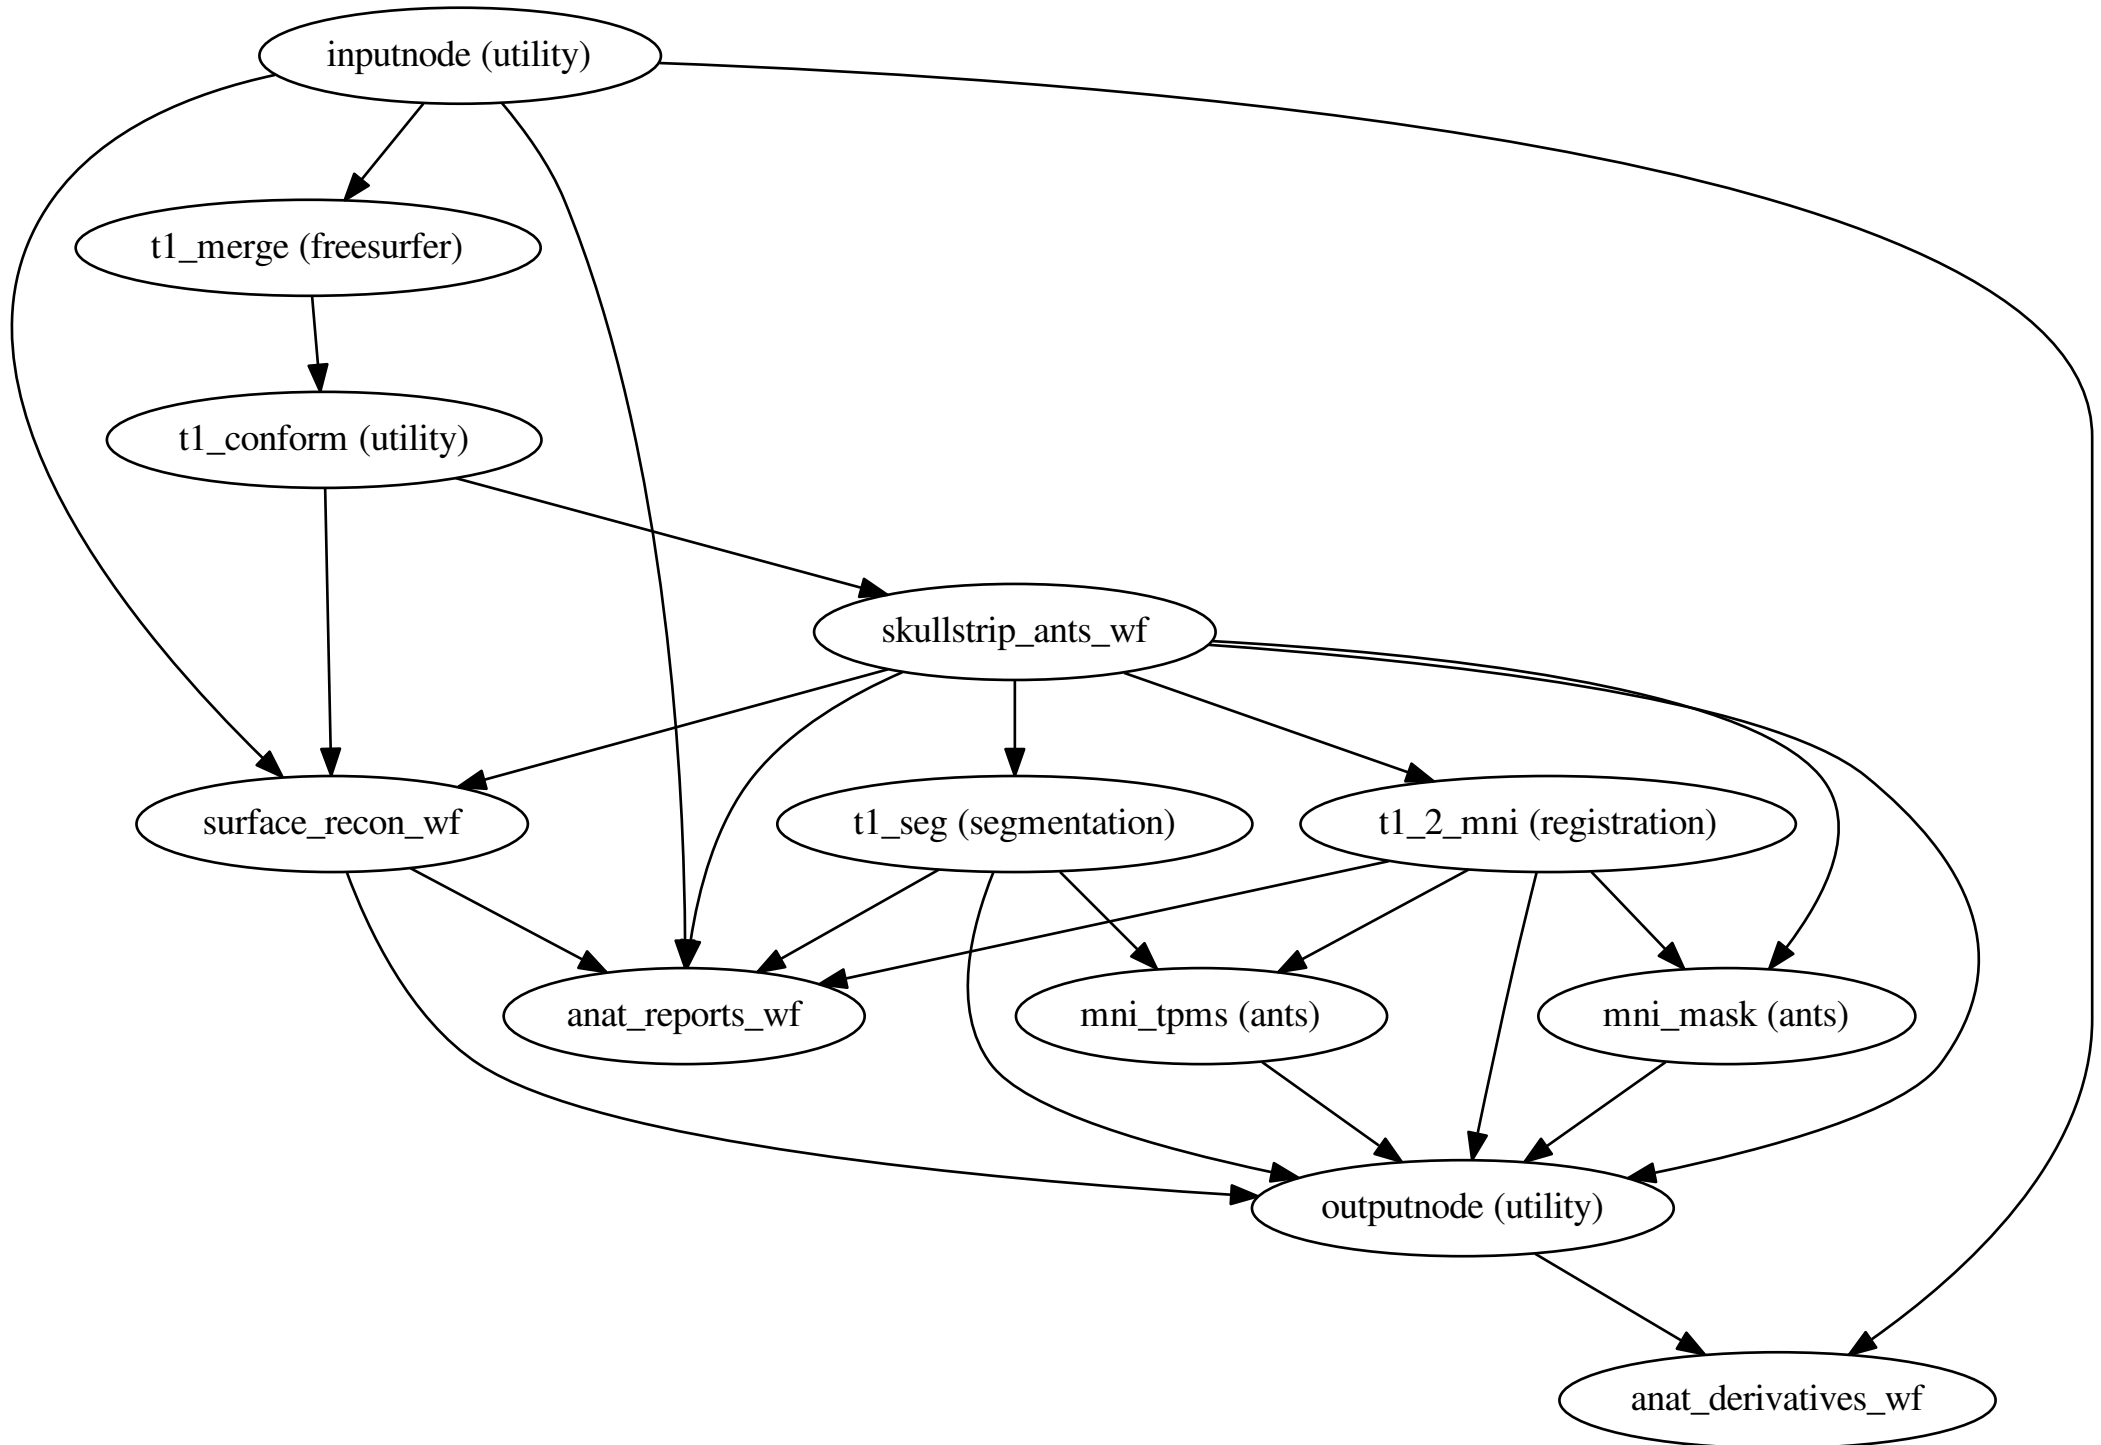 inputnode (utility)
t1_merge (freesurfer)
t1_conform (utility)
skullstrip_ants_wf
surface_recon_wf
t1_seg (segmentation)
t1_2_mni (registration)
anat_reports_wf
mni_tpms (ants)
mni_mask (ants)
outputnode (utility)
anat_derivatives_wf